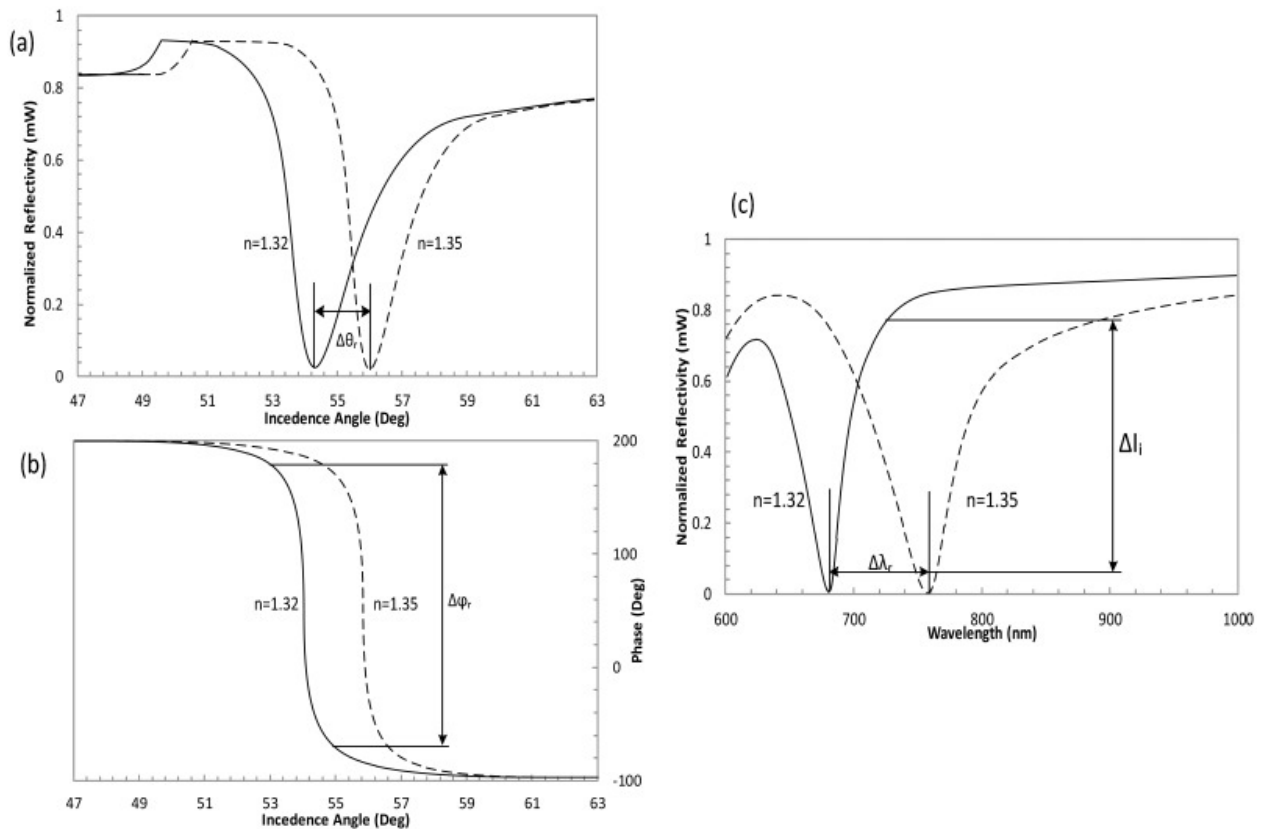 (a)
Normalized Reflectivity (mW)
1
0.8
0.6
0.4
0.2
0
n=1.32
n=1.35
Δθr
47 49 51 53 55 57 59 61 63
Incedence Angle (Deg)
(b)
200
100
0
-100
Phase (Deg)
n=1.32
n=1.35
Δφr
47 49 51 53 55 57 59 61 63
Incedence Angle (Deg)
(c)
Normalized Reflectivity (mW)
1
0.8
0.6
0.4
0.2
0
n=1.32
n=1.35
Δλr
ΔIi
600 700 800 900 1000
Wavelength (nm)